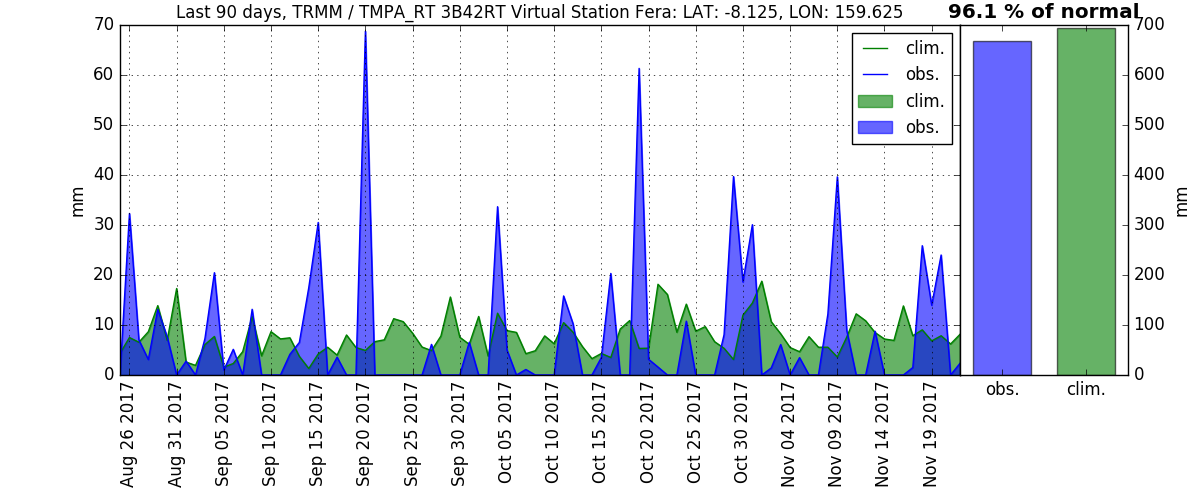 Last 90 days, TRMM / TMPA_RT 3B42RT Virtual Station Fera: LAT: -8.125, LON: 159.625
96.1 % of normal
70
60
50
40
30
20
10
0
mm
clim.
obs.
clim.
obs.
700
600
500
400
300
200
100
0
mm
obs.
clim.
Aug 26 2017
Aug 31 2017
Sep 05 2017
Sep 10 2017
Sep 15 2017
Sep 20 2017
Sep 25 2017
Sep 30 2017
Oct 05 2017
Oct 10 2017
Oct 15 2017
Oct 20 2017
Oct 25 2017
Oct 30 2017
Nov 04 2017
Nov 09 2017
Nov 14 2017
Nov 19 2017